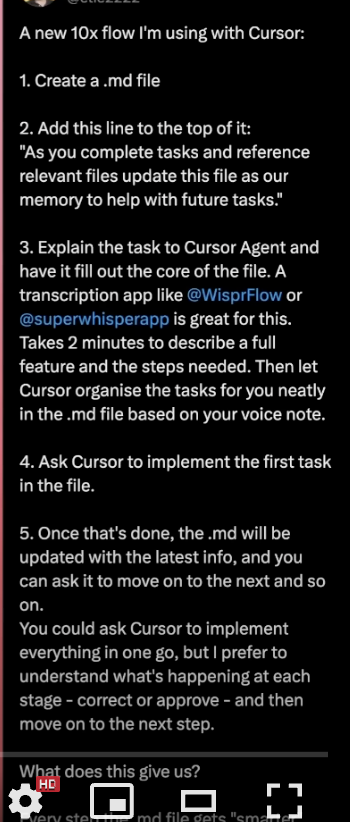 A new 10x flow I'm using with Cursor:
1. Create a .md file
2. Add this line to the top of it:
"As you complete tasks and reference
relevant files update this file as our
memory to help with future tasks."
3. Explain the task to Cursor Agent and
have it fill out the core of the file. A
transcription app like @WisprFlow or
@superwhisperapp is great for this.
Takes 2 minutes to describe a full
feature and the steps needed. Then let
Cursor organise the tasks for you neatly
in the .md file based on your voice note.
4. Ask Cursor to implement the first task
in the file.
5. Once that's done, the .md will be
updated with the latest info, and you
can ask it to move on to the next and so
on.
You could ask Cursor to implement
everything in one go, but I prefer to
understand what's happening at each
stage - correct or approve - and then
move on to the next step.
What does this give us?
HD
Every step the .md file gets "smarter